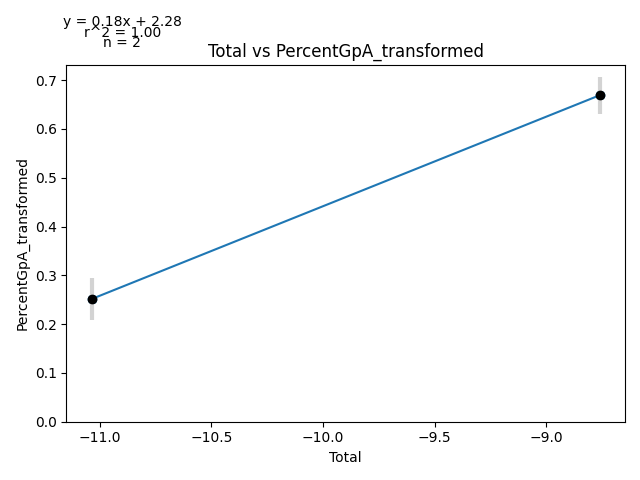 y = 0.18x + 2.28
r^2 = 1.00
n = 2
Total vs PercentGpA_transformed
0.7
0.6
0.5
0.4
0.3
0.2
0.1
0.0
PercentGpA_transformed
−11.0
−10.5
−10.0
−9.5
−9.0
Total